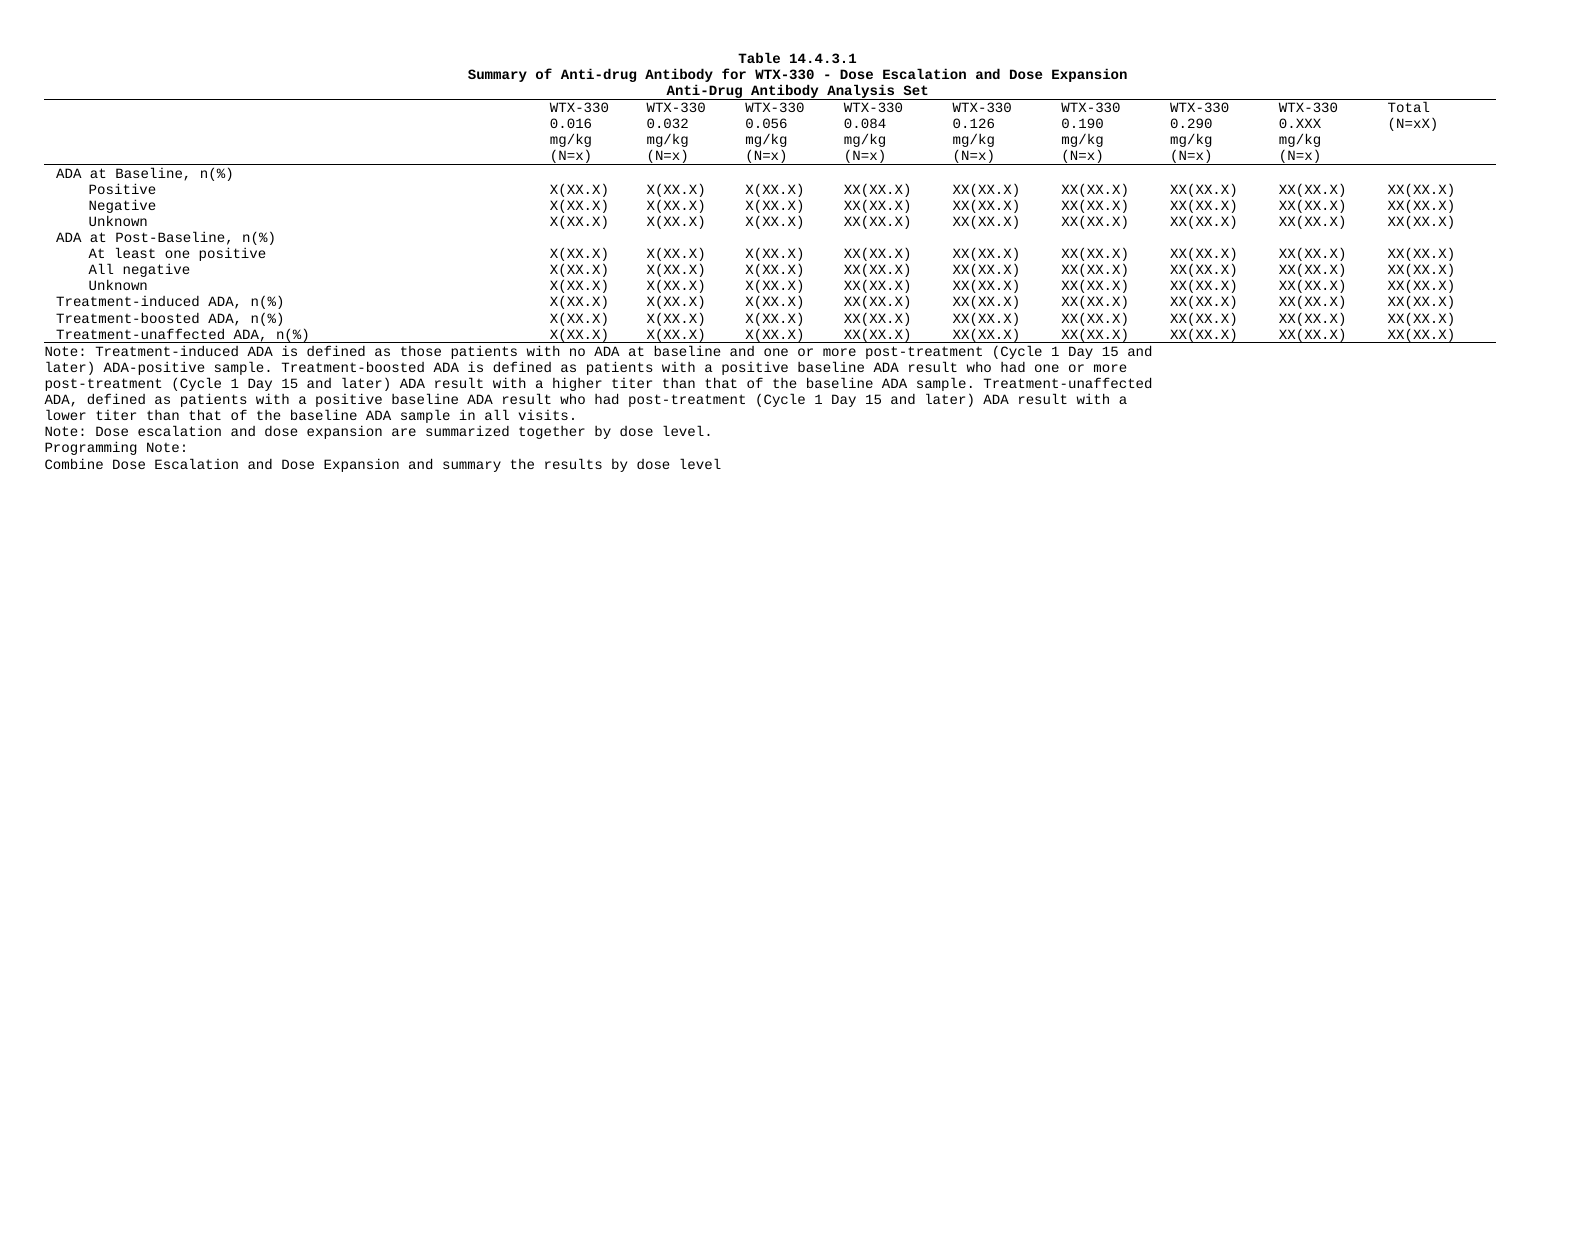 Table 14.4.3.1
Summary of Anti-drug Antibody for WTX-330 - Dose Escalation and Dose Expansion
Anti-Drug Antibody Analysis Set
WTX-330 WTX-330 WTX-330 WTX-330 WTX-330 WTX-330 WTX-330 WTX-330 Total
0.016 0.032 0.056 0.084 0.126 0.190 0.290 0.XXX (N=xX)
mg/kg mg/kg mg/kg mg/kg mg/kg mg/kg mg/kg mg/kg
(N=x) (N=x) (N=x) (N=x) (N=x) (N=x) (N=x) (N=x)
ADA at Baseline, n(%)
Positive X(XX.X) X(XX.X) X(XX.X) XX(XX.X) XX(XX.X) XX(XX.X) XX(XX.X) XX(XX.X) XX(XX.X)
Negative X(XX.X) X(XX.X) X(XX.X) XX(XX.X) XX(XX.X) XX(XX.X) XX(XX.X) XX(XX.X) XX(XX.X)
Unknown X(XX.X) X(XX.X) X(XX.X) XX(XX.X) XX(XX.X) XX(XX.X) XX(XX.X) XX(XX.X) XX(XX.X)
ADA at Post-Baseline, n(%)
At least one positive X(XX.X) X(XX.X) X(XX.X) XX(XX.X) XX(XX.X) XX(XX.X) XX(XX.X) XX(XX.X) XX(XX.X)
All negative X(XX.X) X(XX.X) X(XX.X) XX(XX.X) XX(XX.X) XX(XX.X) XX(XX.X) XX(XX.X) XX(XX.X)
Unknown X(XX.X) X(XX.X) X(XX.X) XX(XX.X) XX(XX.X) XX(XX.X) XX(XX.X) XX(XX.X) XX(XX.X)
Treatment-induced ADA, n(%) X(XX.X) X(XX.X) X(XX.X) XX(XX.X) XX(XX.X) XX(XX.X) XX(XX.X) XX(XX.X) XX(XX.X)
Treatment-boosted ADA, n(%) X(XX.X) X(XX.X) X(XX.X) XX(XX.X) XX(XX.X) XX(XX.X) XX(XX.X) XX(XX.X) XX(XX.X)
Treatment-unaffected ADA, n(%) X(XX.X) X(XX.X) X(XX.X) XX(XX.X) XX(XX.X) XX(XX.X) XX(XX.X) XX(XX.X) XX(XX.X)
Note: Treatment-induced ADA is defined as those patients with no ADA at baseline and one or more post-treatment (Cycle 1 Day 15 and
later) ADA-positive sample. Treatment-boosted ADA is defined as patients with a positive baseline ADA result who had one or more
post-treatment (Cycle 1 Day 15 and later) ADA result with a higher titer than that of the baseline ADA sample. Treatment-unaffected
ADA, defined as patients with a positive baseline ADA result who had post-treatment (Cycle 1 Day 15 and later) ADA result with a
lower titer than that of the baseline ADA sample in all visits.
Note: Dose escalation and dose expansion are summarized together by dose level.
Programming Note:
Combine Dose Escalation and Dose Expansion and summary the results by dose level